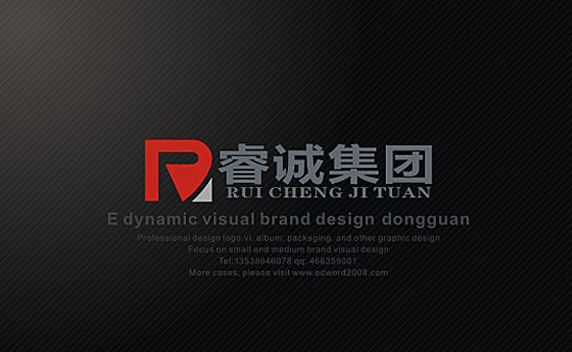 睿诚集团
RUI CHENG JI TUAN
E dynamic visual brand design dongguan
Professional design logo.vi. album, packaging, and other graphic design
Focus on small and medium brand visual design
Tel:13538646078 qq: 466359001
More cases, please visit www.edword2008.com